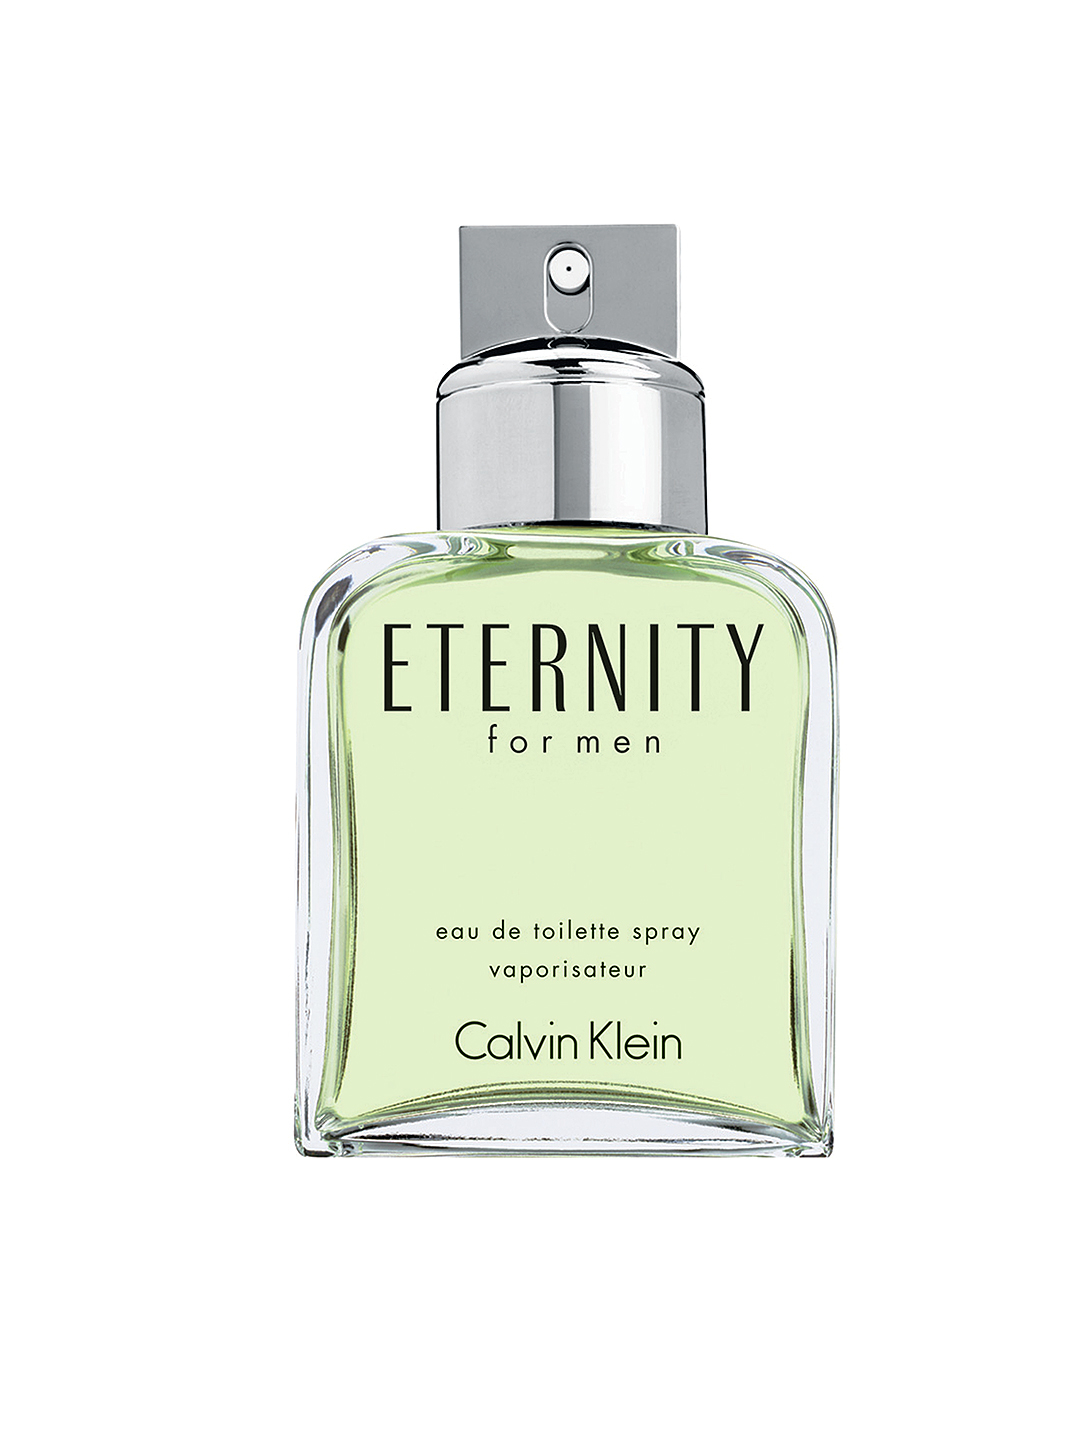 ETERNITY
for men
eau de toilette spray
vaporisateur
Calvin Klein